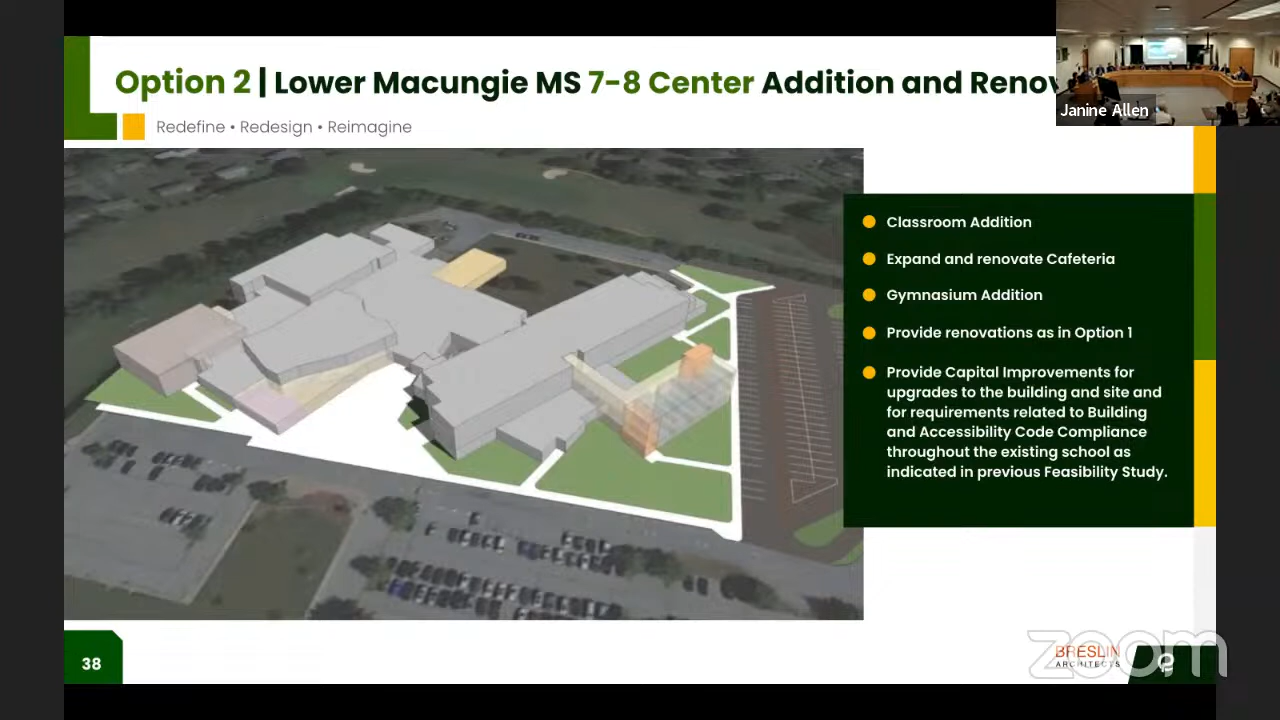 Option 2 | Lower Macungie MS 7-8 Center Addition and Renov
Janine Allen
Redefine • Redesign • Reimagine
Classroom Addition
Expand and renovate Cafeteria
Gymnasium Addition
Provide renovations as in Option 1
Provide Capital Improvements for
upgrades to the building and site and
for requirements related to Building
and Accessibility Code Compliance
throughout the existing school as
indicated in previous Feasibility Study.
38
BRESLIN
ARCHITECTS
zoom